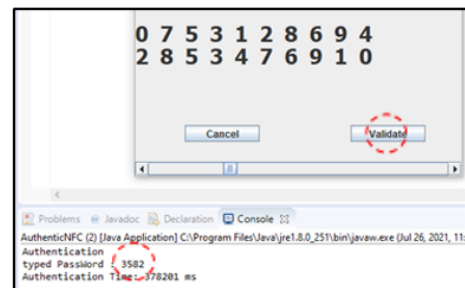 0 7 5 3 1 2 8 6 9 4
2 8 5 3 4 7 6 9 1 0
Cancel Validate
Problems @ Javadoc Declaration Console
AuthenticNFC (2) [Java Application] C:\Program Files\Java\jre1.8.0_251\bin\javaw.exe (Jul 26, 2021, 11:
Authentication
typed PassWord : 3582
Authentication Time: 378201 ms